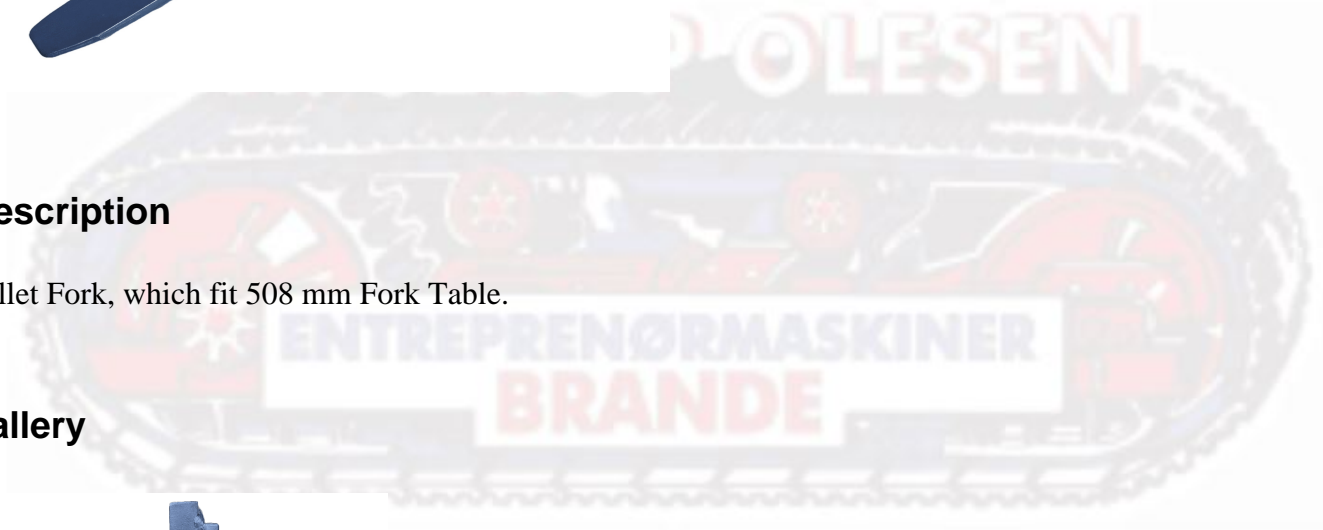 OLESEN
escription
llet Fork, which fit 508 mm Fork Table.
ENTREPRENØRMASKINER
BRANDE
allery